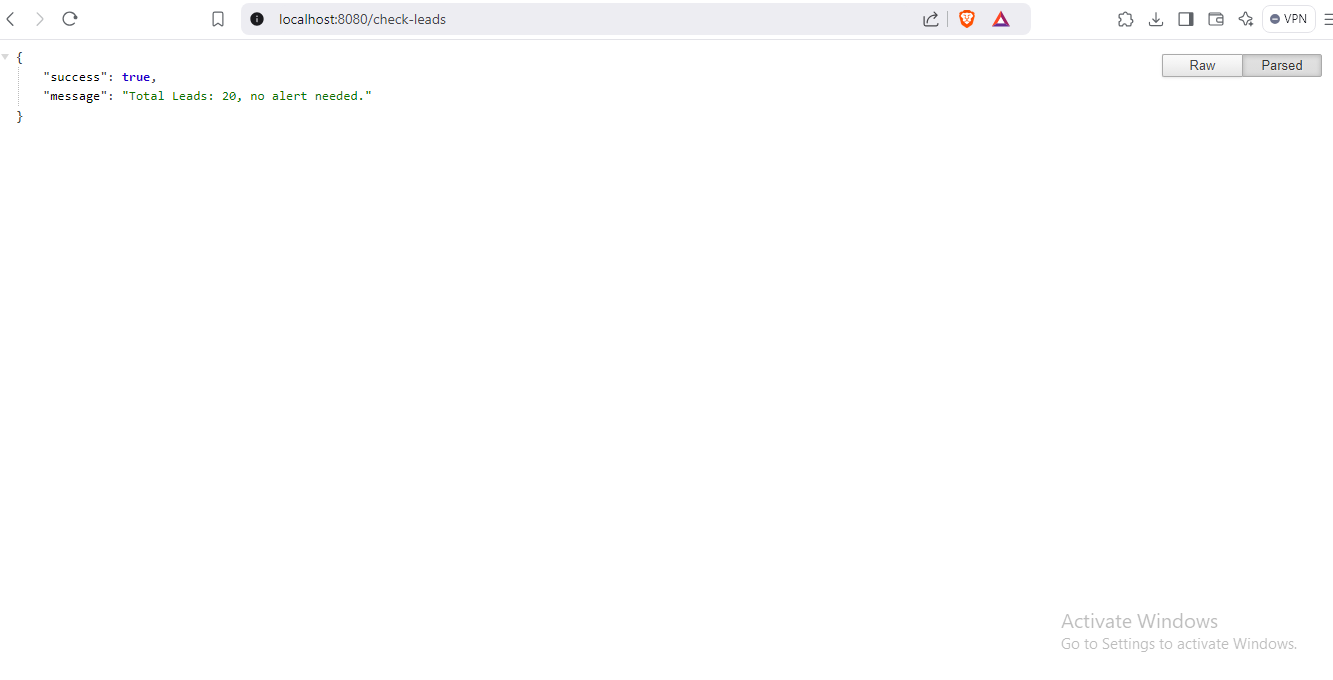 localhost:8080/check-leads
VPN
{
Raw
Parsed
"success": true,
"message": "Total Leads: 20, no alert needed."
}
Activate Windows
Go to Settings to activate Windows.